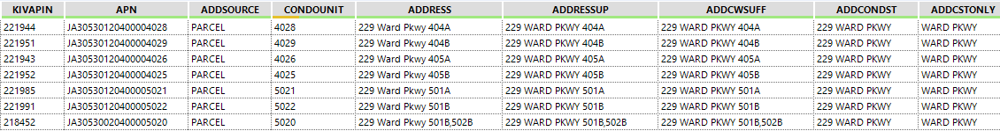 KIVAPIN APN ADDSOURCE CONDOUNIT ADDRESS ADDRESSUP ADDCWSUFF ADDCONDST ADDCSTONLY
221944 JA30530120400004028 PARCEL 4028 229 Ward Pkwy 404A 229 WARD PKWY 404A 229 WARD PKWY 404A 229 WARD PKWY WARD PKWY
221951 JA30530120400004029 PARCEL 4029 229 Ward Pkwy 404B 229 WARD PKWY 404B 229 WARD PKWY 404B 229 WARD PKWY WARD PKWY
221943 JA30530120400004026 PARCEL 4026 229 Ward Pkwy 405A 229 WARD PKWY 405A 229 WARD PKWY 405A 229 WARD PKWY WARD PKWY
221952 JA30530120400004025 PARCEL 4025 229 Ward Pkwy 405B 229 WARD PKWY 405B 229 WARD PKWY 405B 229 WARD PKWY WARD PKWY
221985 JA30530120400005021 PARCEL 5021 229 Ward Pkwy 501A 229 WARD PKWY 501A 229 WARD PKWY 501A 229 WARD PKWY WARD PKWY
221991 JA30530120400005022 PARCEL 5022 229 Ward Pkwy 501B 229 WARD PKWY 501B 229 WARD PKWY 501B 229 WARD PKWY WARD PKWY
218452 JA30530020400005020 PARCEL 5020 229 Ward Pkwy 501B,502B 229 WARD PKWY 501B,502B 229 WARD PKWY 501B,502B 229 WARD PKWY WARD PKWY